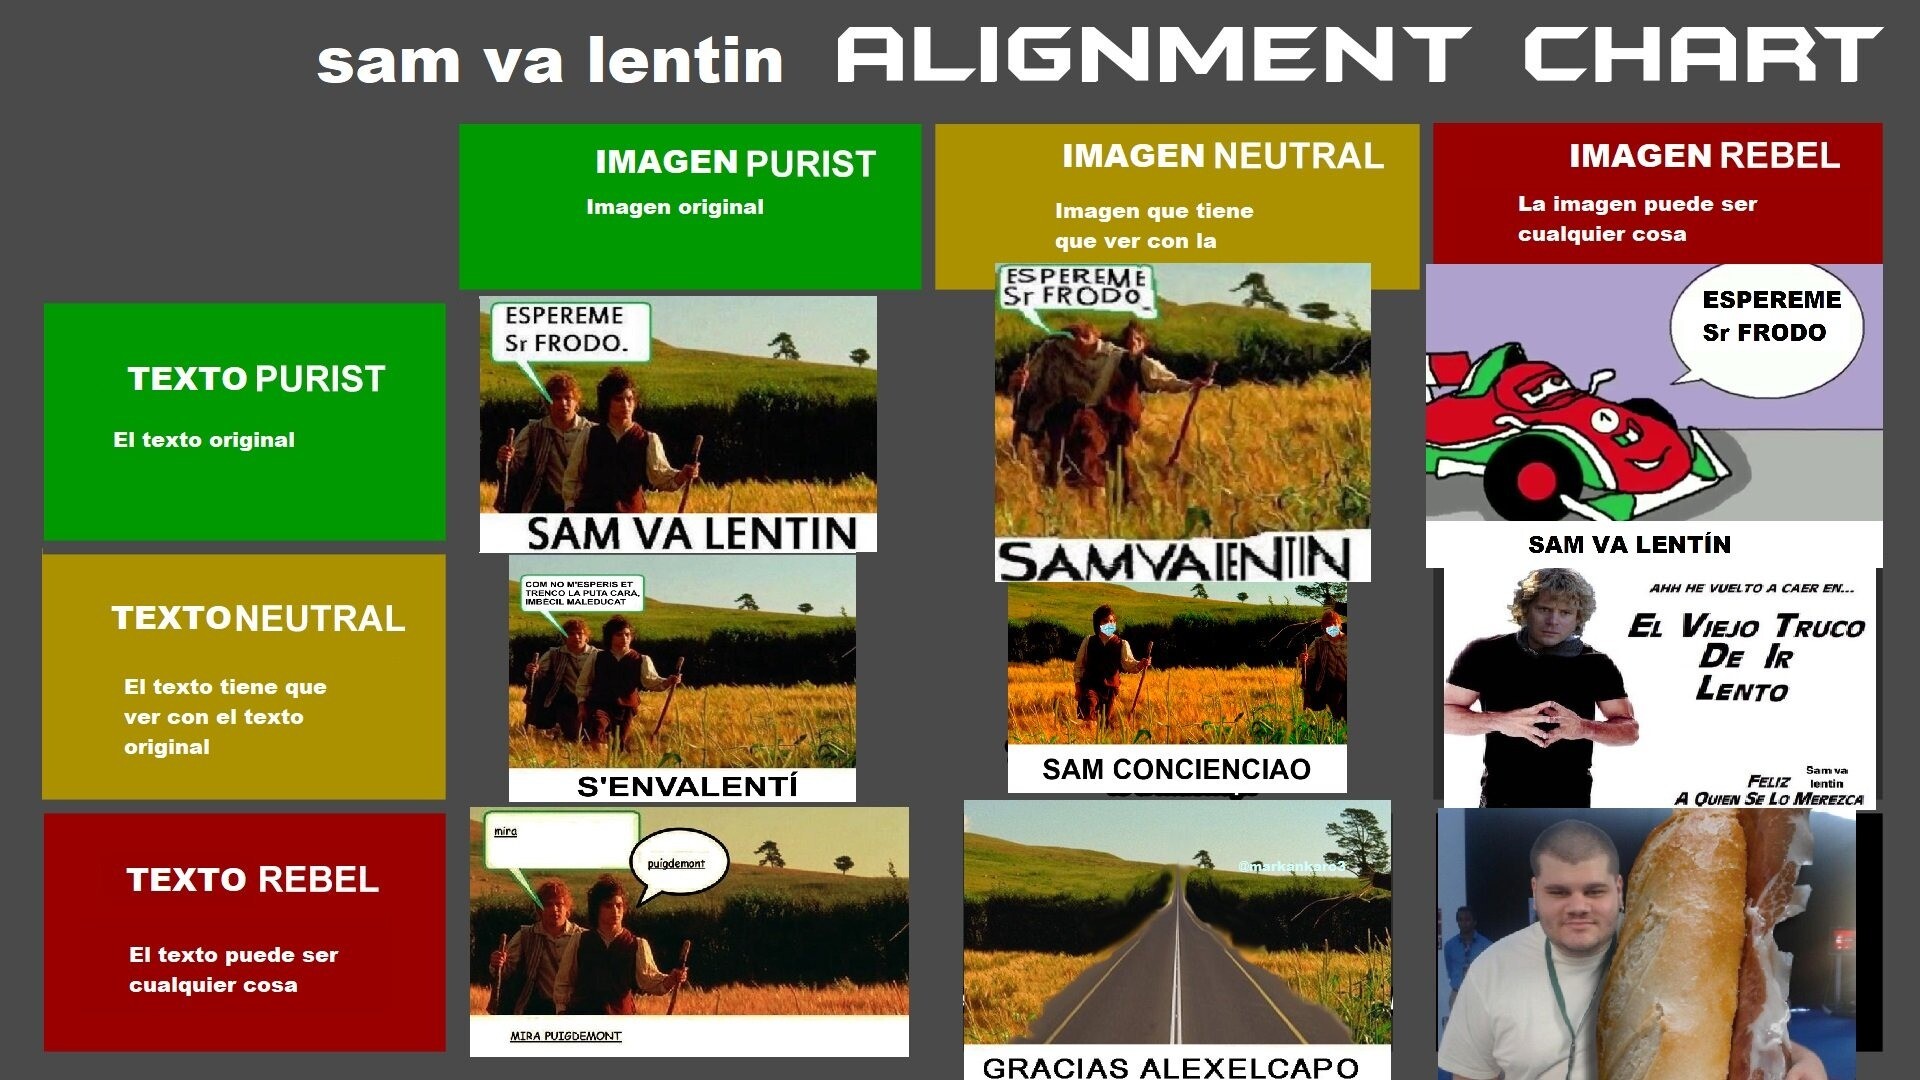 sam va lentin ALIGNMENT CHART
IMAGEN PURIST
Imagen original
IMAGEN NEUTRAL
Imagen que tiene
que ver con la
IMAGEN REBEL
La imagen puede ser
cualquier cosa
TEXTO PURIST
El texto original
ESPEREME
Sr FRODO.
SAM VA LENTIN
ESPEREME
Sr FRODO
SAMVALENTIN
ESPEREME
Sr FRODO
1
SAM VA LENTÍN
TEXTO NEUTRAL
El texto tiene que
ver con el texto
original
COM NO M'ESPERIS ET
TRENCO LA PUTA CARA,
IMBÈCIL MALEDUCAT
S'ENVALENTÍ
SAM CONCIENCIAO
AHH HE VUELTO A CAER EN...
EL VIEJO TRUCO
DE IR
LENTO
FELIZ Sam va lentin
A QUIEN SE LO MEREZCA
TEXTO REBEL
El texto puede ser
cualquier cosa
mira
puigdemont
MIRA PUIGDEMONT
GRACIAS ALEXELCAPO